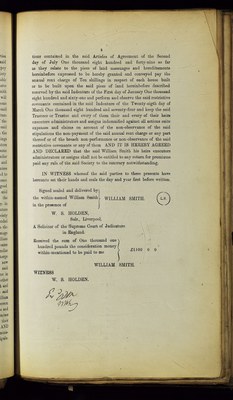 4
nants contained in the said Articles of Agreement of the Second
day of July One thousand eight hundred and forty-nine so far
as they relate to the piece of land messuages and hereditaments
hereinbefore expressed to be hereby granted and conveyed pay the
annual rent charge of Ten shillings in respect of each house built
or to be built upon the said piece of land hereinbefore described
reserved by the said Indenture of the First day of January One thousand
eight hundred and sixty-one and perform and observe the said restrictive
covenants contained in the said Indenture of the Twenty-sixth day of
March One thousand eight hundred and seventy-four and keep the said
Trustees or Trustee and every of them their and every of their heirs
executors administrators and assigns indemnified against all actions suits
expenses and claims on account of the non-observance of the said
stipulations the non-payment of the said annual rent charge or any part
thereof or of the breach non-performance or non-observance of the said
restrictive covenants or any of them AND IT IS HEREBY AGREED
AND DECLARED that the said William Smith his heirs executors
administrators or assigns shall not be entitled to any return for premiums
and any rule of the said Society to the contrary notwithstanding.
IN WITNESS whereof the said parties to these presents have
hereunto set their hands and seals the day and year first before written.
Signed sealed and delivered by
the within-named William Smith WILLIAM SMITH. L S
in the presence of
W. S. HOLDEN,
Solr., Liverpool,
A Solicitor of the Supreme Court of Judicature
in England.
Received the sum of One thousand one
hundred pounds the consideration money £1100 0 0
within-mentioned to be paid to me
WILLIAM SMITH.
WITNESS
W. S. HOLDEN.